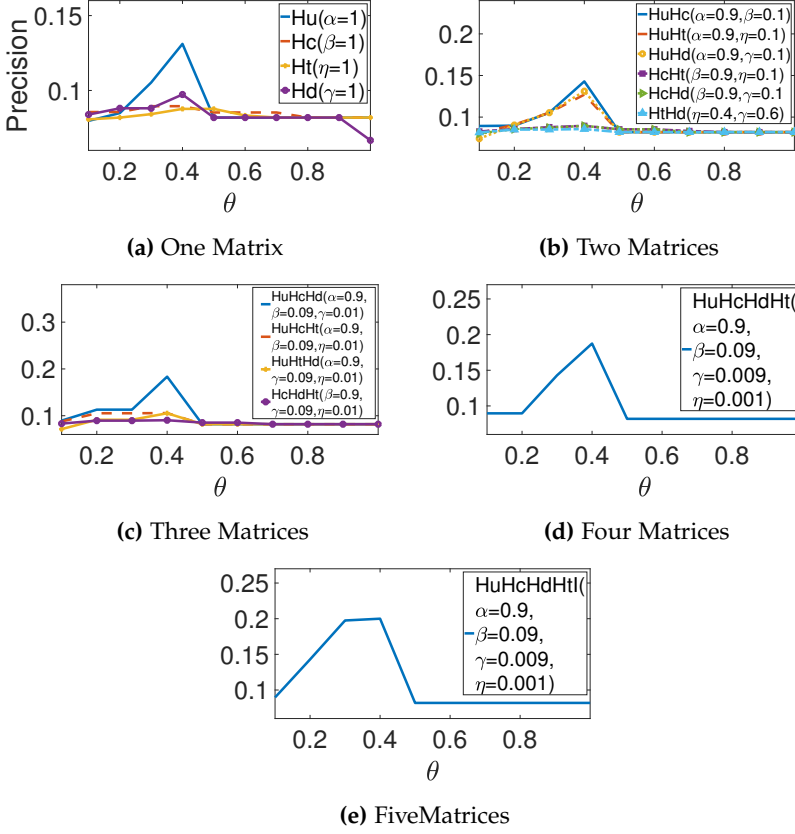 0.15
0.1
Precision
0.2 0.4 0.6 0.8
θ
Hu(α=1)
Hc(β=1)
Ht(η=1)
Hd(γ=1)
(a) One Matrix
0.2
0.15
0.1
0.2 0.4 0.6 0.8
θ
HuHc(α=0.9,β=0.1)
HuHt(α=0.9,η=0.1)
HuHd(α=0.9,γ=0.1)
HcHt(β=0.9,η=0.1)
HcHd(β=0.9,γ=0.1
HtHd(η=0.4,γ=0.6)
(b) Two Matrices
0.3
0.2
0.1
0.2 0.4 0.6 0.8
θ
HuHcHd(α=0.9,
β=0.09,γ=0.01)
HuHcHt(α=0.9,
β=0.09,η=0.01)
HuHtHd(α=0.9,
γ=0.09,η=0.01)
HcHdHt(β=0.9,
γ=0.09,η=0.01)
(c) Three Matrices
0.25
0.2
0.15
0.1
0.2 0.4 0.6 0.8
θ
HuHcHdHt(
α=0.9,
β=0.09,
γ=0.009,
η=0.001)
(d) Four Matrices
0.25
0.2
0.15
0.1
0.2 0.4 0.6 0.8
θ
HuHcHdHtI(
α=0.9,
β=0.09,
γ=0.009,
η=0.001)
(e) FiveMatrices